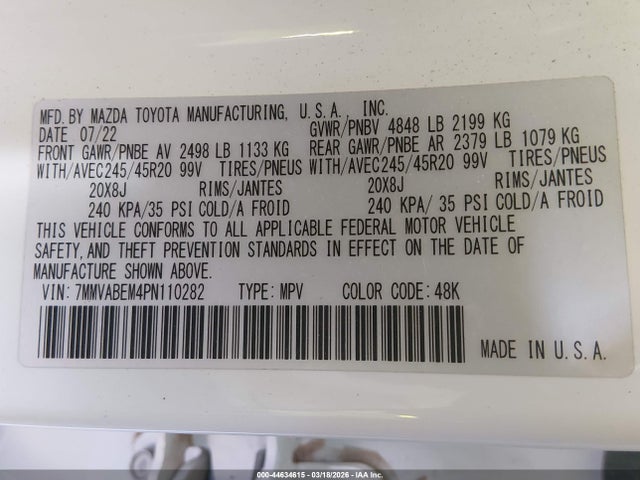 MFD. BY MAZDA TOYOTA MANUFACTURING, U.S.A., INC.
DATE 07/22 GVWR/PNBV 4848 LB 2199 KG
FRONT GAWR/PNBE AV 2498 LB 1133 KG REAR GAWR/PNBE AR 2379 LB 1079 KG
WITH/AVEC245/45R20 99V TIRES/PNEUS WITH/AVEC245/45R20 99V TIRES/PNEUS
20X8J RIMS/JANTES 20X8J RIMS/JANTES
240 KPA/35 PSI COLD/A FROID 240 KPA/ 35 PSI COLD/A FROID
THIS VEHICLE CONFORMS TO ALL APPLICABLE FEDERAL MOTOR VEHICLE
SAFETY, AND THEFT PREVENTION STANDARDS IN EFFECT ON THE DATE OF
MANUFACTURE SHOWN ABOVE.
VIN: 7MMVABEM4PN110282 TYPE: MPV COLOR CODE: 48K
MADE IN U.S.A.
000-44634615 - 03/18/2026 - IAAI.COM